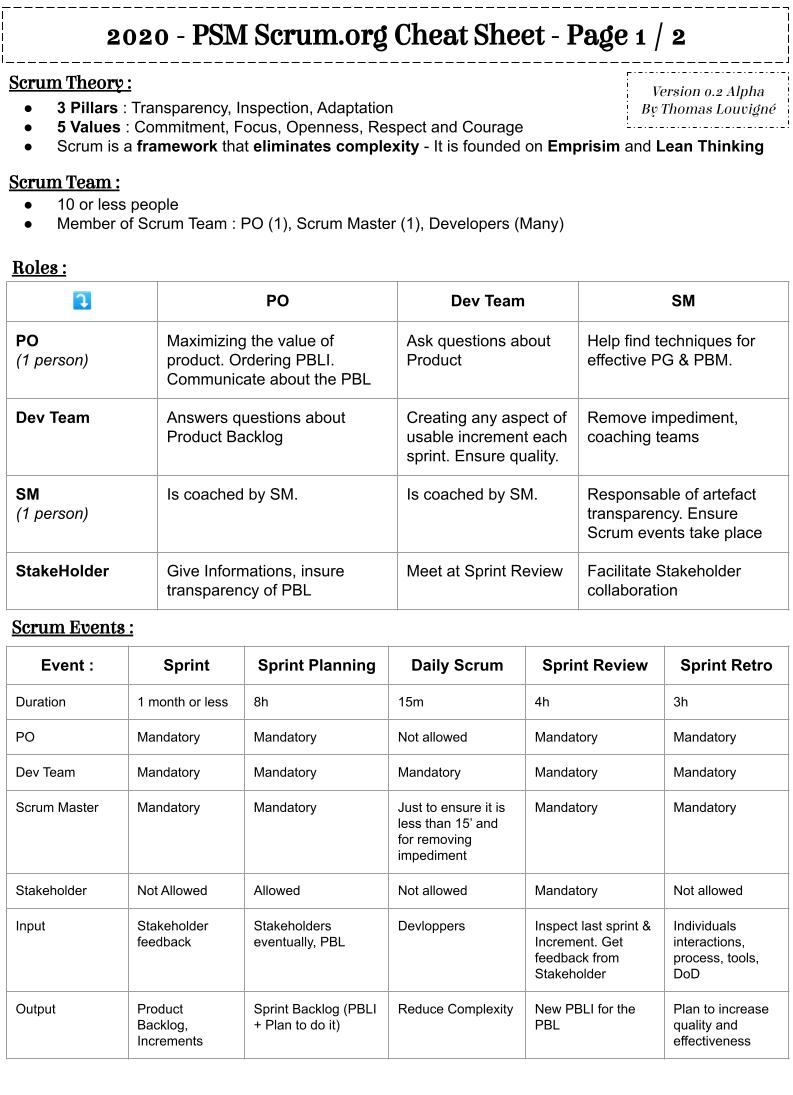 2020 - PSM Scrum.org Cheat Sheet - Page 1 / 2
Scrum Theory :
Version 0.2 Alpha
By Thomas Louvigné
● 3 Pillars : Transparency, Inspection, Adaptation
● 5 Values : Commitment, Focus, Openness, Respect and Courage
● Scrum is a framework that eliminates complexity - It is founded on Emprisim and Lean Thinking
Scrum Team :
● 10 or less people
● Member of Scrum Team : PO (1), Scrum Master (1), Developers (Many)
Roles :
⤵️ PO Dev Team SM
PO
(1 person)
Maximizing the value of
product. Ordering PBLI.
Communicate about the PBL
Ask questions about
Product
Help find techniques for
effective PG & PBM.
Dev Team
Answers questions about
Product Backlog
Creating any aspect of
usable increment each
sprint. Ensure quality.
Remove impediment,
coaching teams
SM
(1 person)
Is coached by SM.
Is coached by SM.
Responsable of artefact
transparency. Ensure
Scrum events take place
StakeHolder
Give Informations, insure
transparency of PBL
Meet at Sprint Review
Facilitate Stakeholder
collaboration
Scrum Events :
Event : Sprint Sprint Planning Daily Scrum Sprint Review Sprint Retro
Duration 1 month or less 8h 15m 4h 3h
PO Mandatory Mandatory Not allowed Mandatory Mandatory
Dev Team Mandatory Mandatory Mandatory Mandatory Mandatory
Scrum Master Mandatory Mandatory
Just to ensure it is
less than 15' and
for removing
impediment
Mandatory Mandatory
Stakeholder Not Allowed Allowed Not allowed Mandatory Not allowed
Input
Stakeholder
feedback
Stakeholders
eventually, PBL
Devloppers
Inspect last sprint &
Increment. Get
feedback from
Stakeholder
Individuals
interactions,
process, tools,
DoD
Output
Product
Backlog,
Increments
Sprint Backlog (PBLI
+ Plan to do it)
Reduce Complexity
New PBLI for the
PBL
Plan to increase
quality and
effectiveness